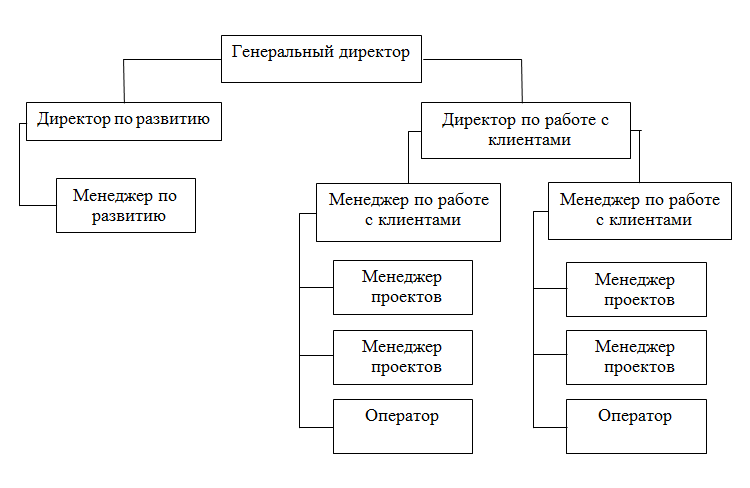 Генеральный директор
Директор по развитию
Директор по работе с
клиентами
Менеджер по
развитию
Менеджер по работе
с клиентами
Менеджер по работе
с клиентами
Менеджер
проектов
Менеджер
проектов
Менеджер
проектов
Менеджер
проектов
Оператор
Оператор